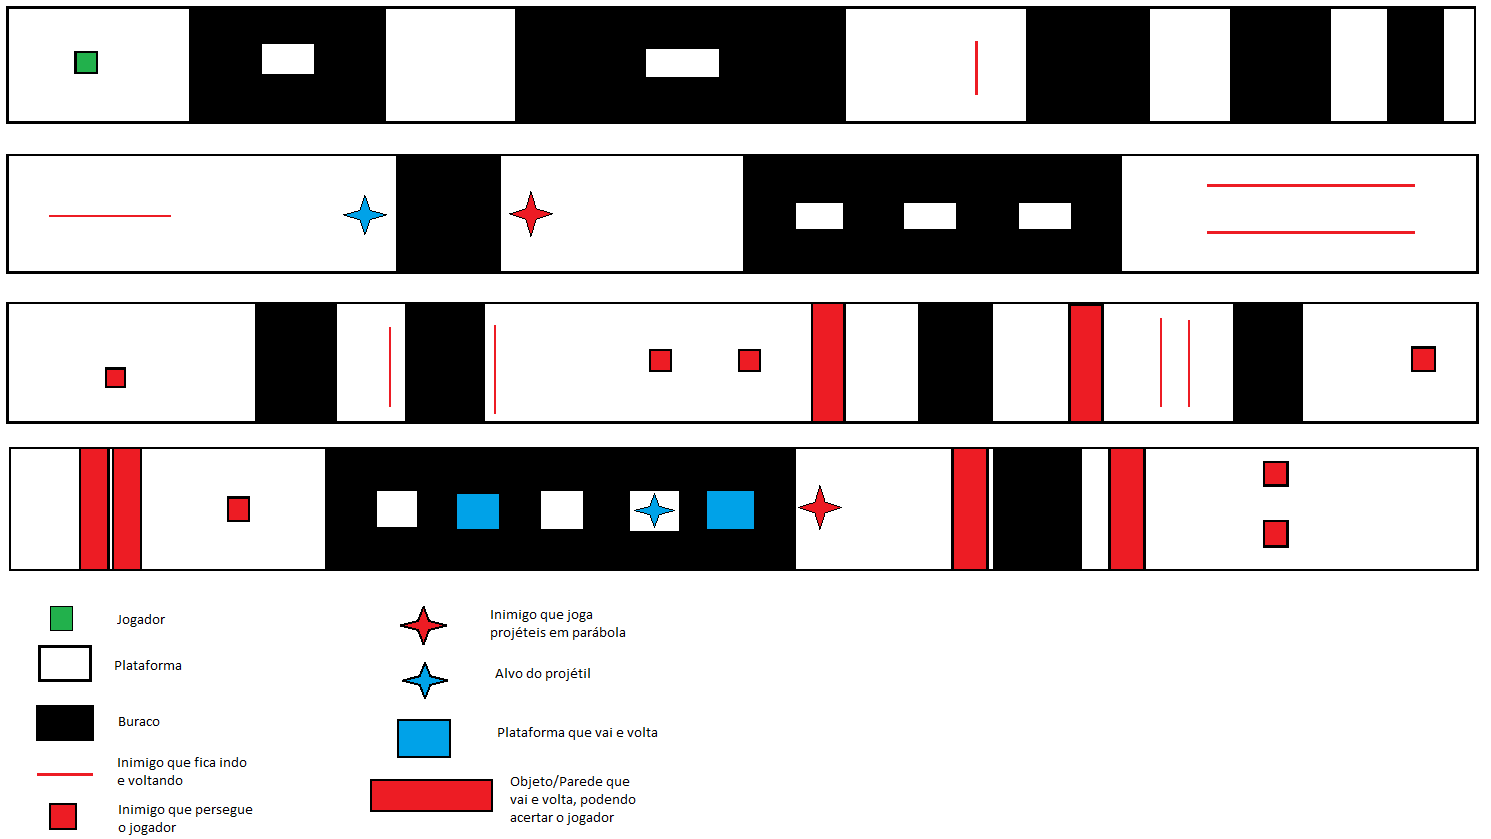 Jogador
Plataforma
Buraco
Inimigo que fica indo
e voltando
Inimigo que persegue
o jogador
Inimigo que joga
projéteis em parábola
Alvo do projétil
Plataforma que vai e volta
Objeto/Parede que
vai e volta, podendo
acertar o jogador